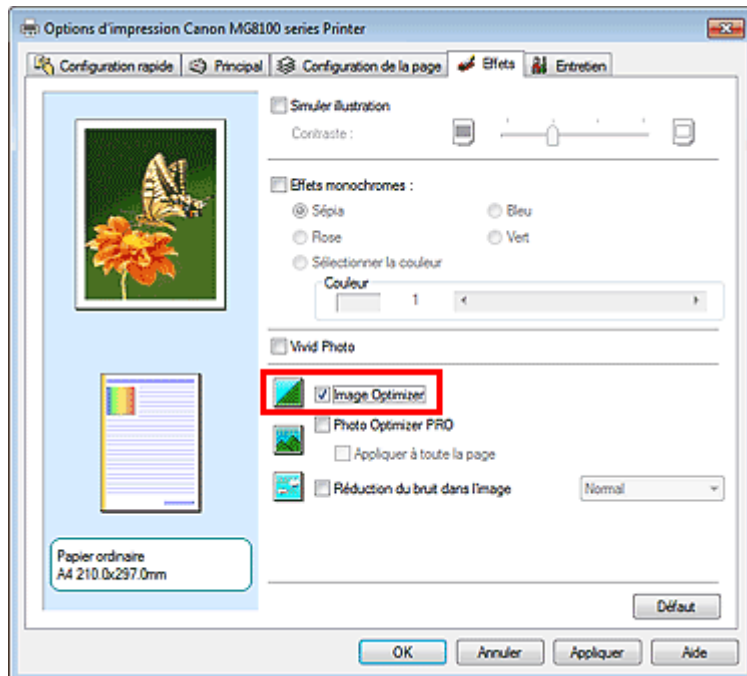 Options d'impression Canon MG8100 series Printer
Configuration rapide Principal Configuration de la page Effets Entretien
Simuler illustration
Contraste :
Effets monochromes :
Sépia Bleu
Rose Vert
Sélectionner la couleur
Couleur
1
Vivid Photo
Image Optimizer
Photo Optimizer PRO
Appliquer à toute la page
Réduction du bruit dans l'image Normal
Papier ordinaire
A4 210.0x297.0mm
Défaut
OK Annuler Appliquer Aide